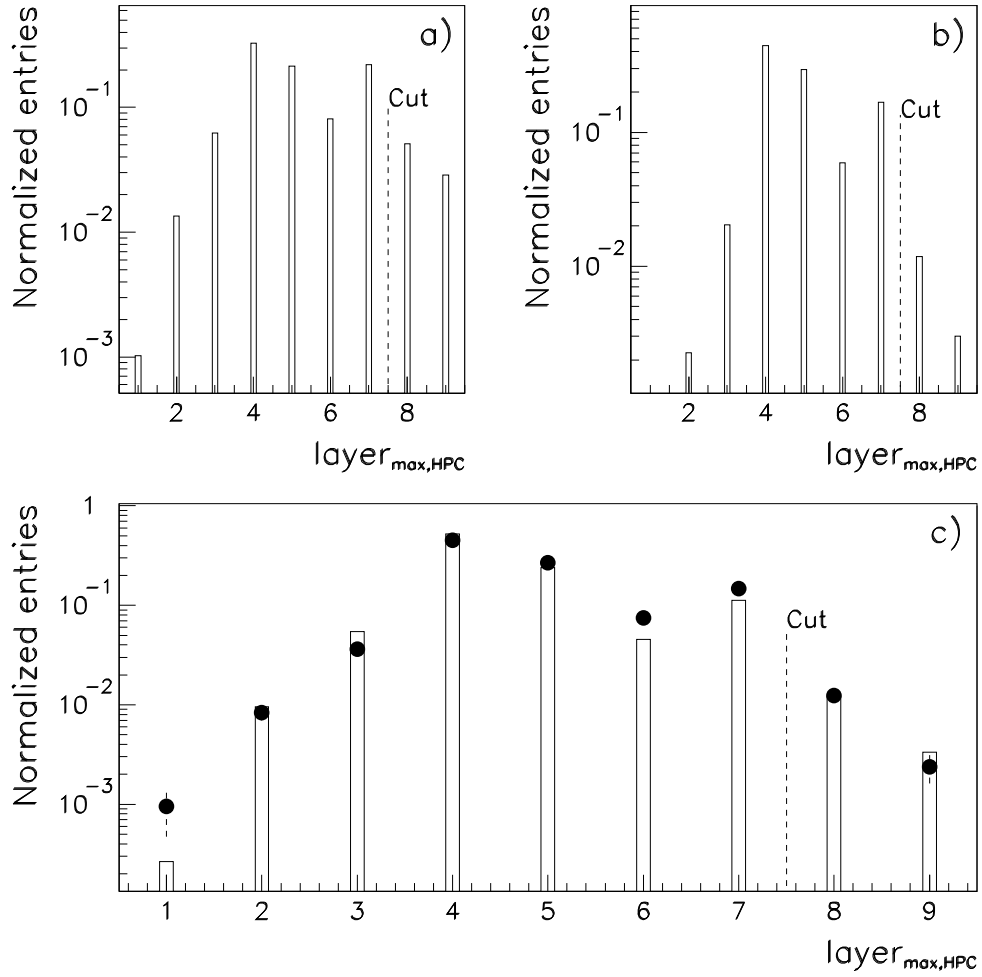 Normalized entries
a)
10^-1
10^-2
10^-3
Cut
2 4 6 8
layer_max,HPC
Normalized entries
b)
10^-1
10^-2
Cut
2 4 6 8
layer_max,HPC
Normalized entries
c)
1
10^-1
10^-2
10^-3
Cut
1 2 3 4 5 6 7 8 9
layer_max,HPC